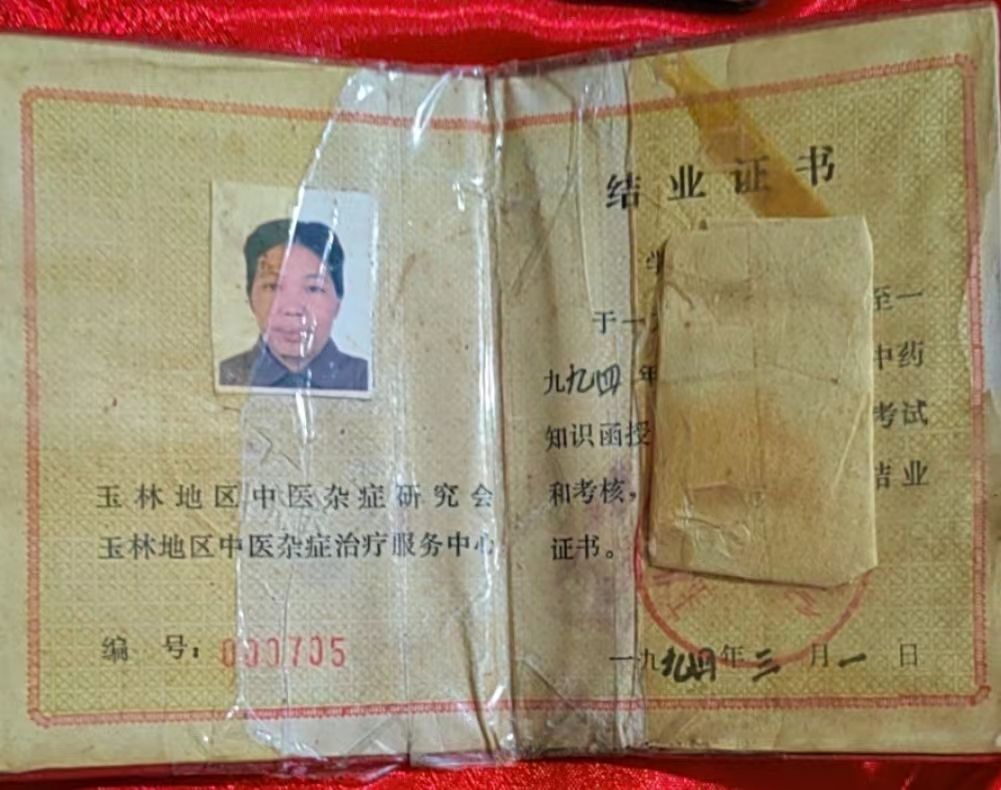 玉林地区中医杂症研究会
玉林地区中医杂症治疗服务中心
编 号：000705
结业证书
学
于一 至一
九九四年 中药
知识函授 考试
和考核， 结业
证书。
一九九四年三月一日